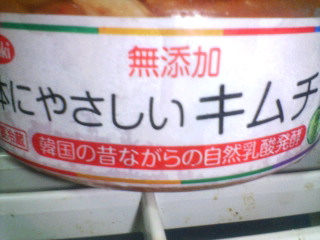 ki
無添加
体にやさしいキムチ
韓国の昔ながらの自然乳酸発酵